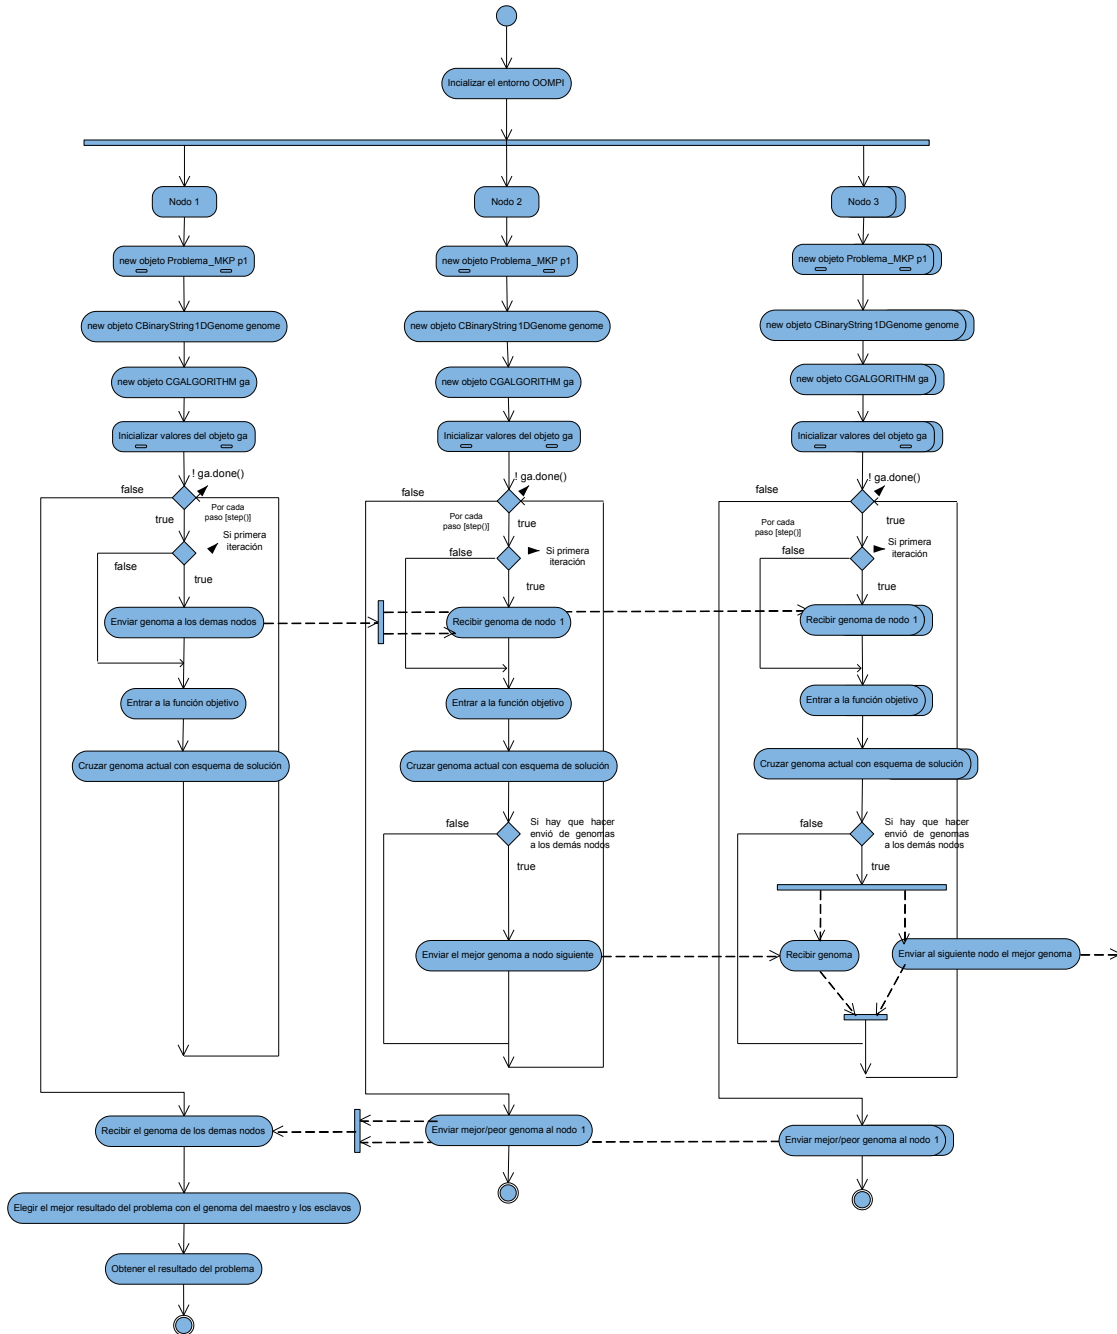 Incializar el entorno OOMPI
Nodo 1
Nodo 2
Nodo 3
new objeto Problema_MKP p1
new objeto Problema_MKP p1
new objeto Problema_MKP p1
new objeto CBinaryString1DGenome genome
new objeto CBinaryString1DGenome genome
new objeto CBinaryString1DGenome genome
new objeto CGALGORITHM ga
new objeto CGALGORITHM ga
new objeto CGALGORITHM ga
Inicializar valores del objeto ga
Inicializar valores del objeto ga
Inicializar valores del objeto ga
! ga.done()
! ga.done()
! ga.done()
false
false
false
Por cada
paso [step()]
Por cada
paso [step()]
Por cada
paso [step()]
true
true
true
Si primera
iteración
Si primera
iteración
Si primera
iteración
false
false
false
true
true
true
Enviar genoma a los demas nodos
Recibir genoma de nodo 1
Recibir genoma de nodo 1
Entrar a la función objetivo
Entrar a la función objetivo
Entrar a la función objetivo
Cruzar genoma actual con esquema de solución
Cruzar genoma actual con esquema de solución
Cruzar genoma actual con esquema de solución
false
Si hay que hacer
envió de genomas
a los demás nodos
false
Si hay que hacer
envió de genomas
a los demás nodos
true
true
Enviar el mejor genoma a nodo siguiente
Recibir genoma
Enviar al siguiente nodo el mejor genoma
Recibir el genoma de los demas nodos
Enviar mejor/peor genoma al nodo 1
Enviar mejor/peor genoma al nodo 1
Elegir el mejor resultado del problema con el genoma del maestro y los esclavos
Obtener el resultado del problema